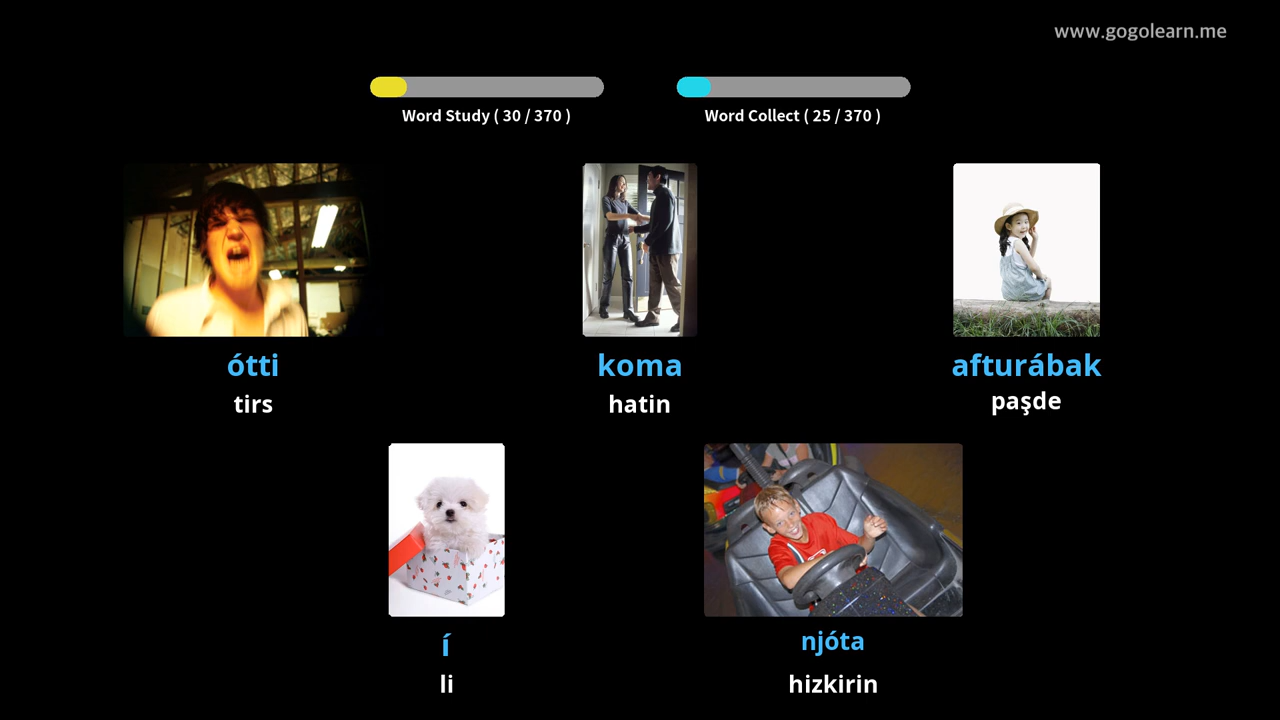 www.gogolearn.me
Word Study ( 30 / 370 )
Word Collect ( 25 / 370 )
ótti
koma
afturábak
tirs
hatin
paşde
í
njóta
li
hizkirin